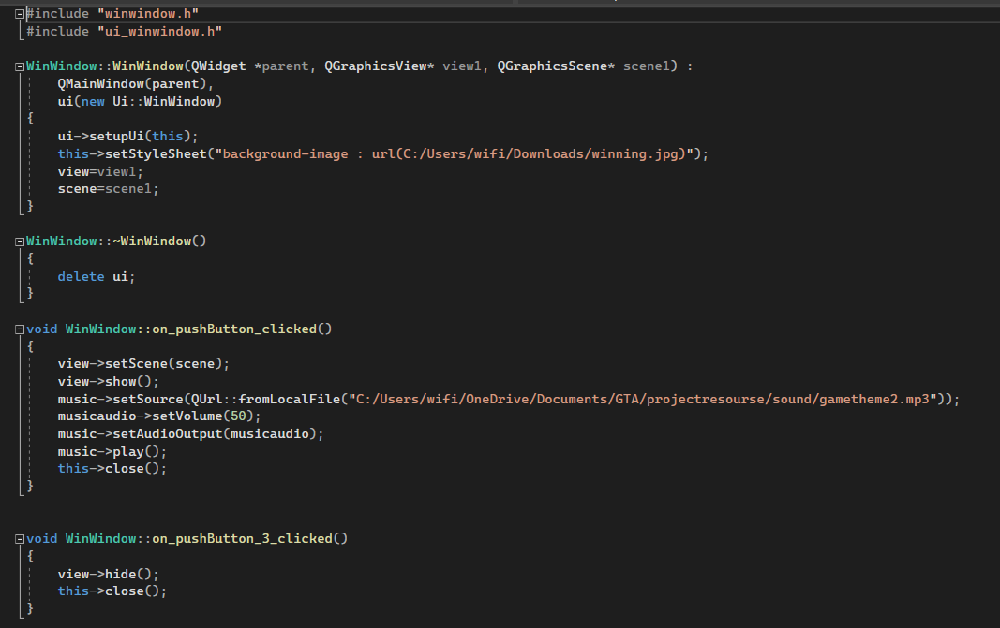 #include "winwindow.h"
#include "ui_winwindow.h"
WinWindow::WinWindow(QWidget *parent, QGraphicsView* view1, QGraphicsScene* scene1) :
    QMainWindow(parent),
    ui(new Ui::WinWindow)
{
    ui->setupUi(this);
    this->setStyleSheet("background-image : url(C:/Users/wifi/Downloads/winning.jpg)");
    view=view1;
    scene=scene1;
}
WinWindow::~WinWindow()
{
    delete ui;
}
void WinWindow::on_pushButton_clicked()
{
    view->setScene(scene);
    view->show();
    music->setSource(QUrl::fromLocalFile("C:/Users/wifi/OneDrive/Documents/GTA/projectresourse/sound/gametheme2.mp3"));
    musicaudio->setVolume(50);
    music->setAudioOutput(musicaudio);
    music->play();
    this->close();
}
void WinWindow::on_pushButton_3_clicked()
{
    view->hide();
    this->close();
}